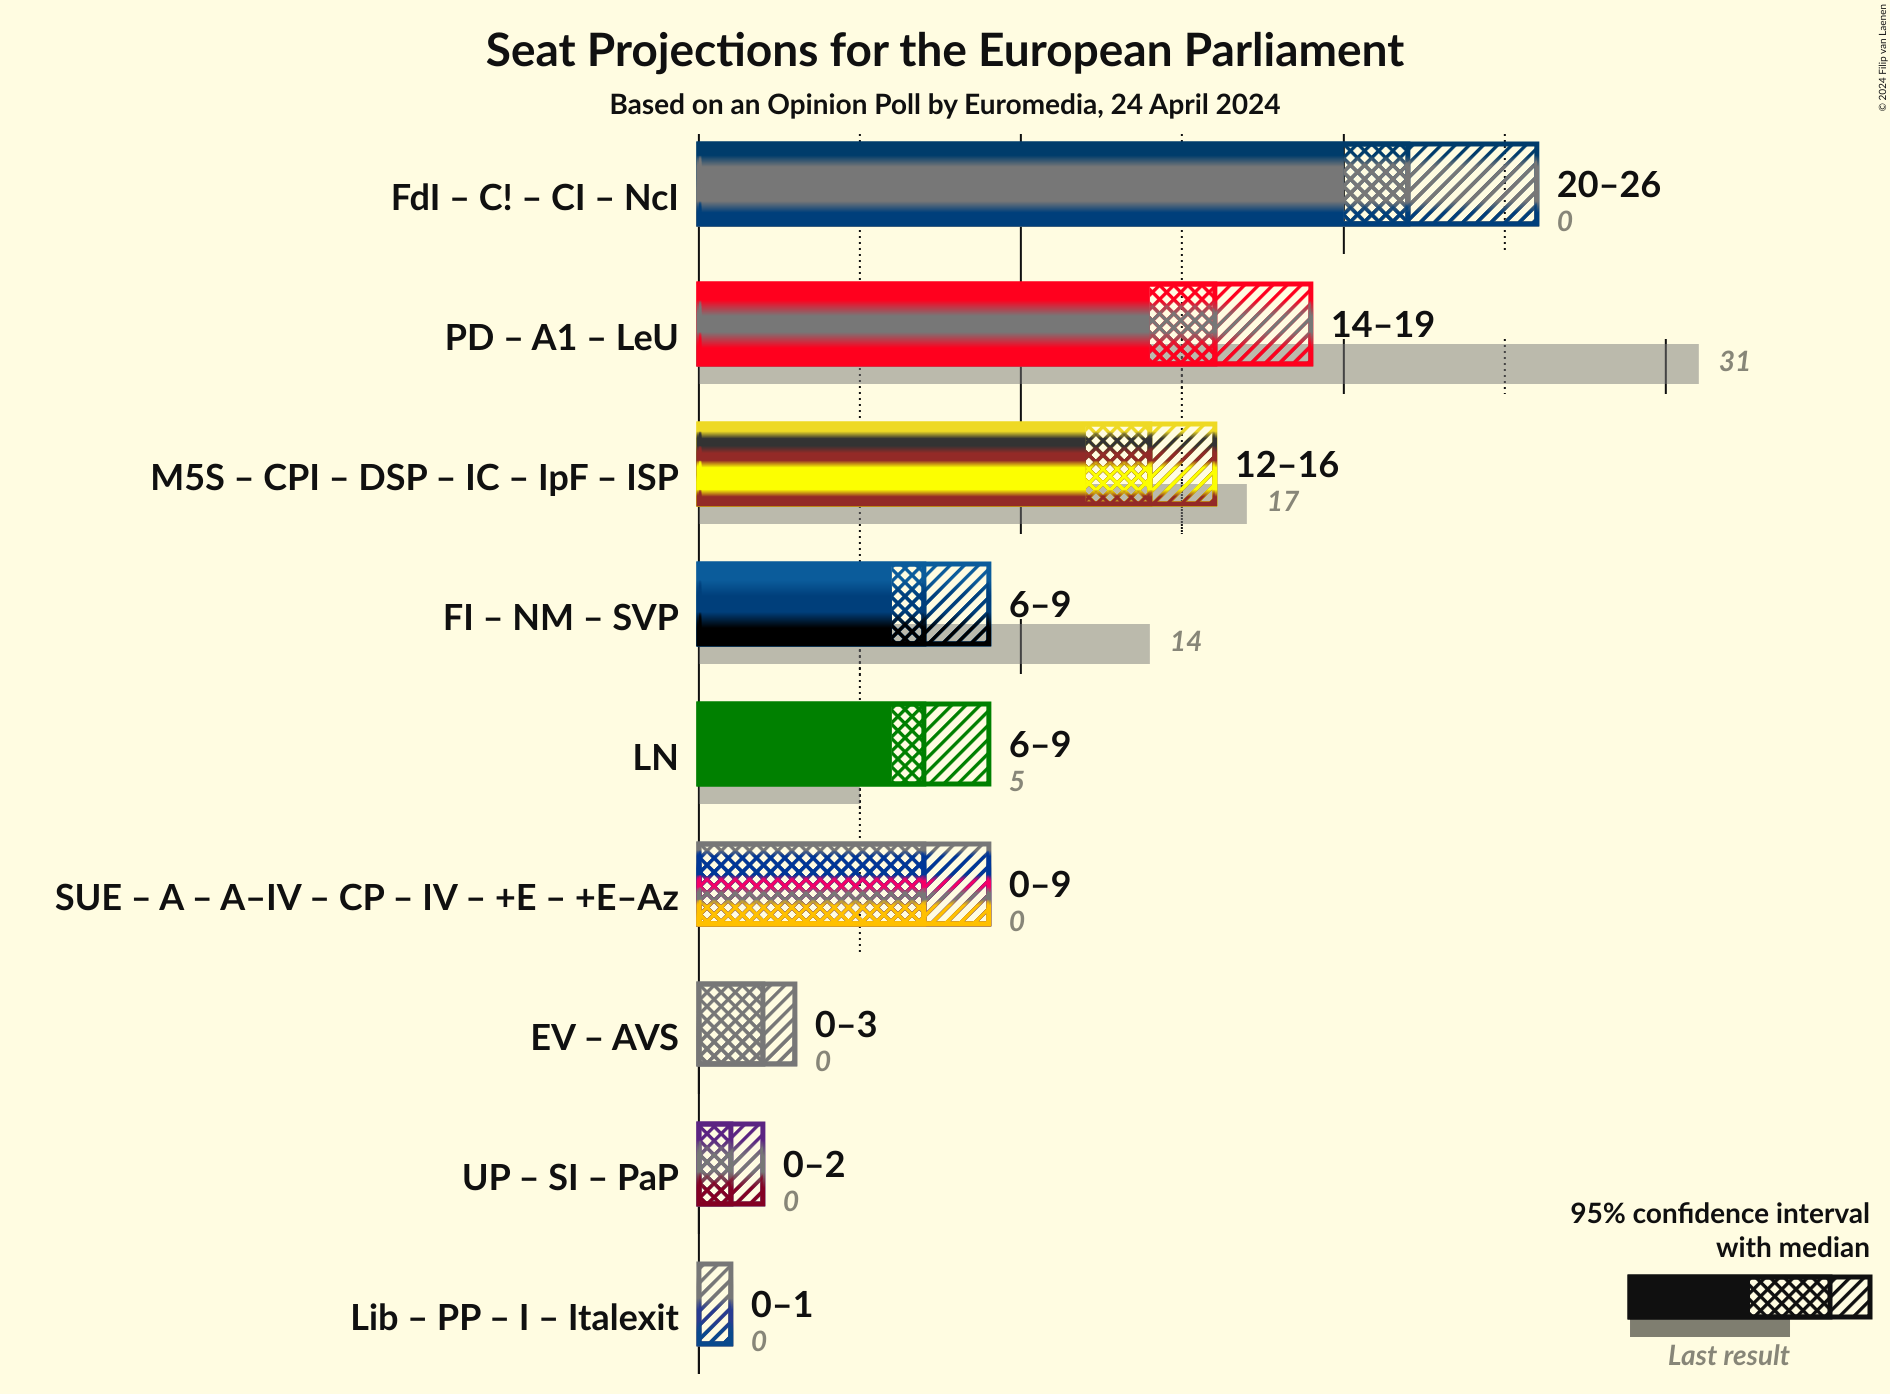 Seat Projections for the European Parliament
Based on an Opinion Poll by Euromedia, 24 April 2024
© 2024 Filip van Laenen
FdI – C! – CI – NcI
20–26
0
PD – A1 – LeU
14–19
31
M5S – CPI – DSP – IC – IpF – ISP
12–16
17
FI – NM – SVP
6–9
14
LN
6–9
5
SUE – A – A–IV – CP – IV – +E – +E–Az
0–9
0
EV – AVS
0–3
0
UP – SI – PaP
0–2
0
Lib – PP – I – Italexit
0–1
0
95% confidence interval
with median
Last result